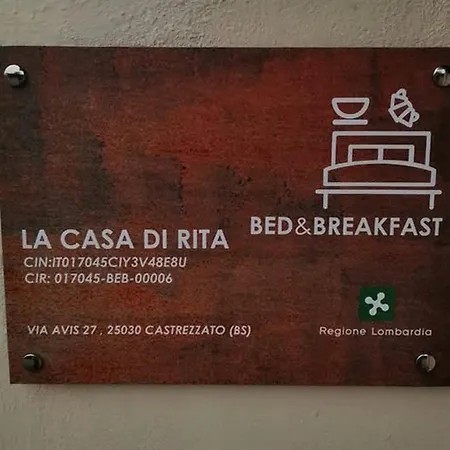 BED&BREAKFAST
LA CASA DI RITA
CIN:IT017045CIY3V48E8U
CIR: 017045-BEB-00006
VIA AVIS 27 , 25030 CASTREZZATO (BS)
Regione Lombardia